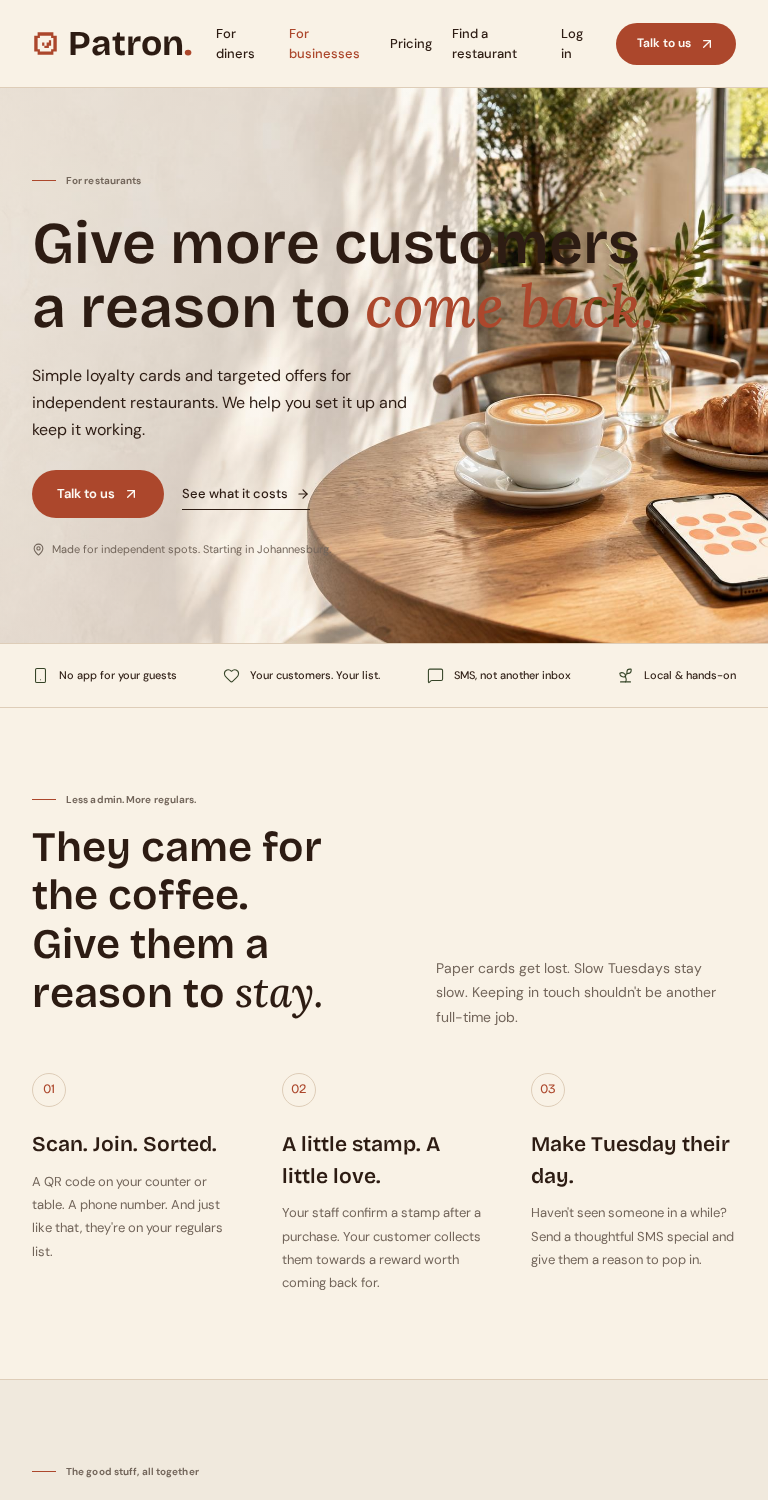 Patron.
For diners
For businesses
Pricing
Find a restaurant
Log in
Talk to us
For restaurants
Give more customers
a reason to come back.
Simple loyalty cards and targeted offers for
independent restaurants. We help you set it up and
keep it working.
Talk to us
See what it costs
Made for independent spots. Starting in Johannesburg.
No app for your guests
Your customers. Your list.
SMS, not another inbox
Local & hands-on
Less admin. More regulars.
They came for
the coffee.
Give them a
reason to stay.
Paper cards get lost. Slow Tuesdays stay
slow. Keeping in touch shouldn't be another
full-time job.
01
Scan. Join. Sorted.
A QR code on your counter or
table. A phone number. And just
like that, they're on your regulars
list.
02
A little stamp. A
little love.
Your staff confirm a stamp after a
purchase. Your customer collects
them towards a reward worth
coming back for.
03
Make Tuesday their
day.
Haven't seen someone in a while?
Send a thoughtful SMS special and
give them a reason to pop in.
The good stuff, all together